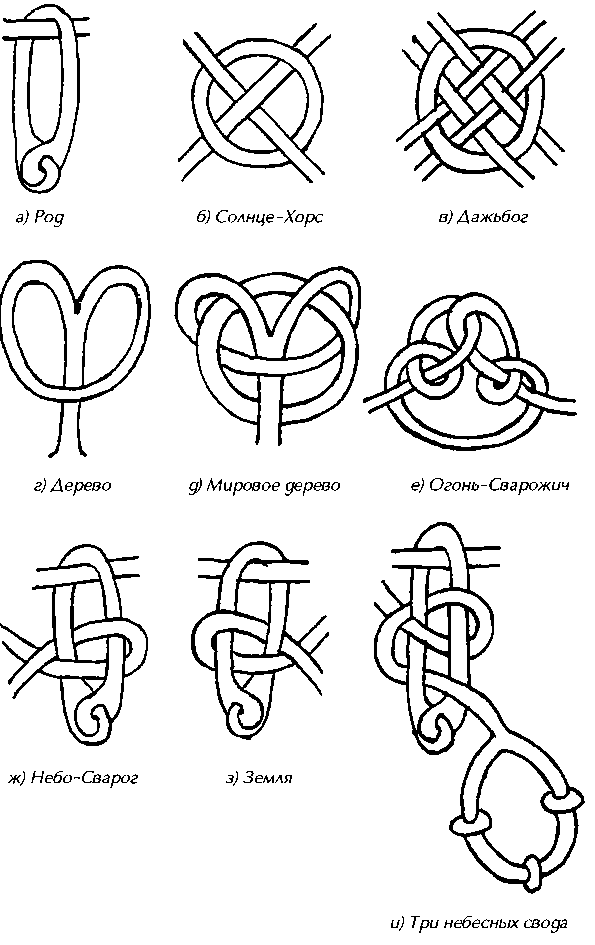 а) Род
б) Солнце-Хорс
в) Дажьбог
г) Дерево
д) Мировое дерево
е) Огонь-Сварожич
ж) Небо-Сварог
з) Земля
и) Три небесных свода